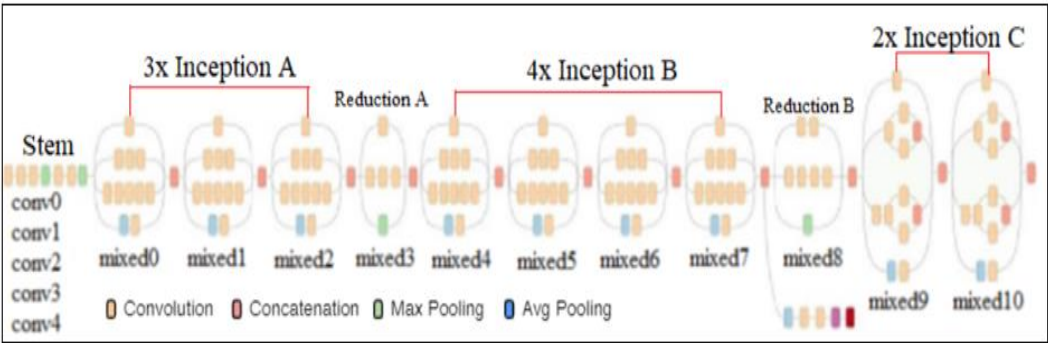 2x Inception C
3x Inception A
4x Inception B
Reduction A
Reduction B
Stem
conv0
conv1
conv2
conv3
conv4
mixed0
mixed1
mixed2
mixed3
mixed4
mixed5
mixed6
mixed7
mixed8
mixed9
mixed10
Convolution
Concatenation
Max Pooling
Avg Pooling